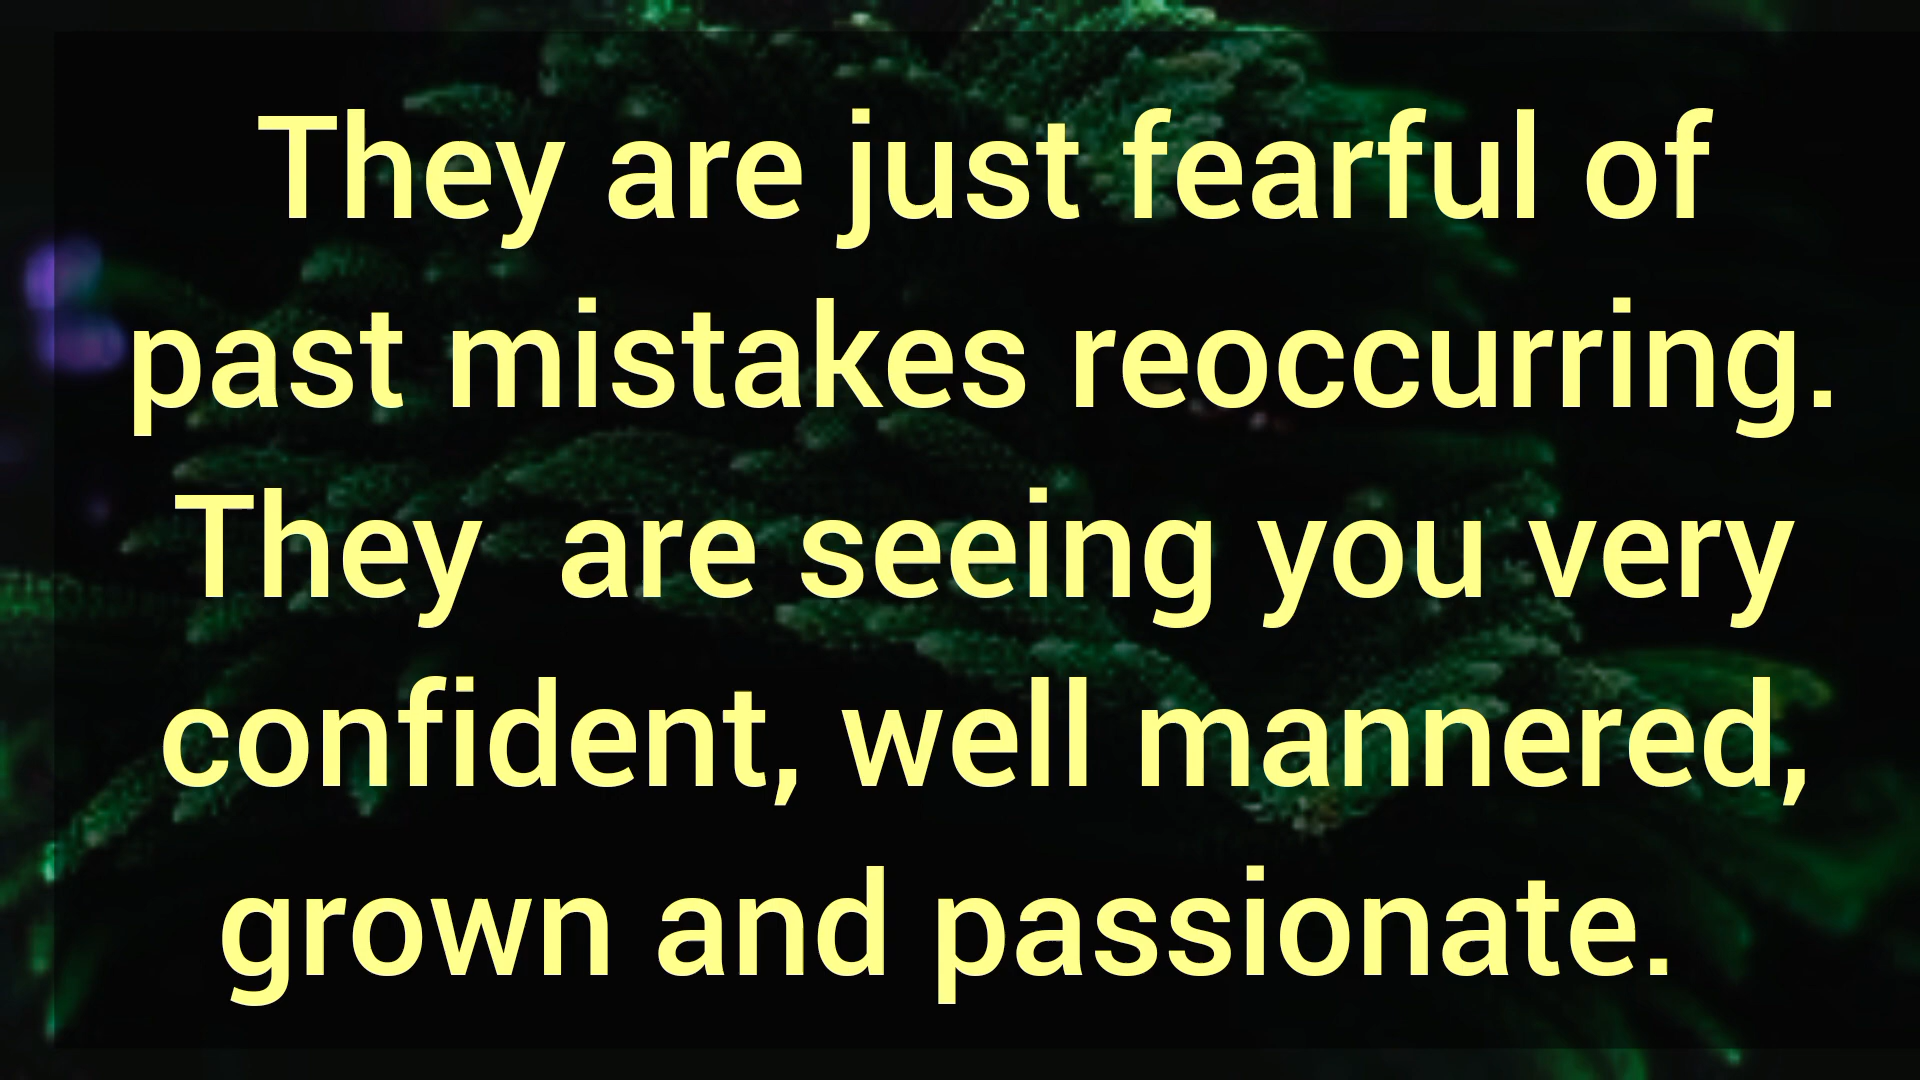 They are just fearful of
past mistakes reoccurring.
They  are seeing you very
confident, well mannered,
grown and passionate.